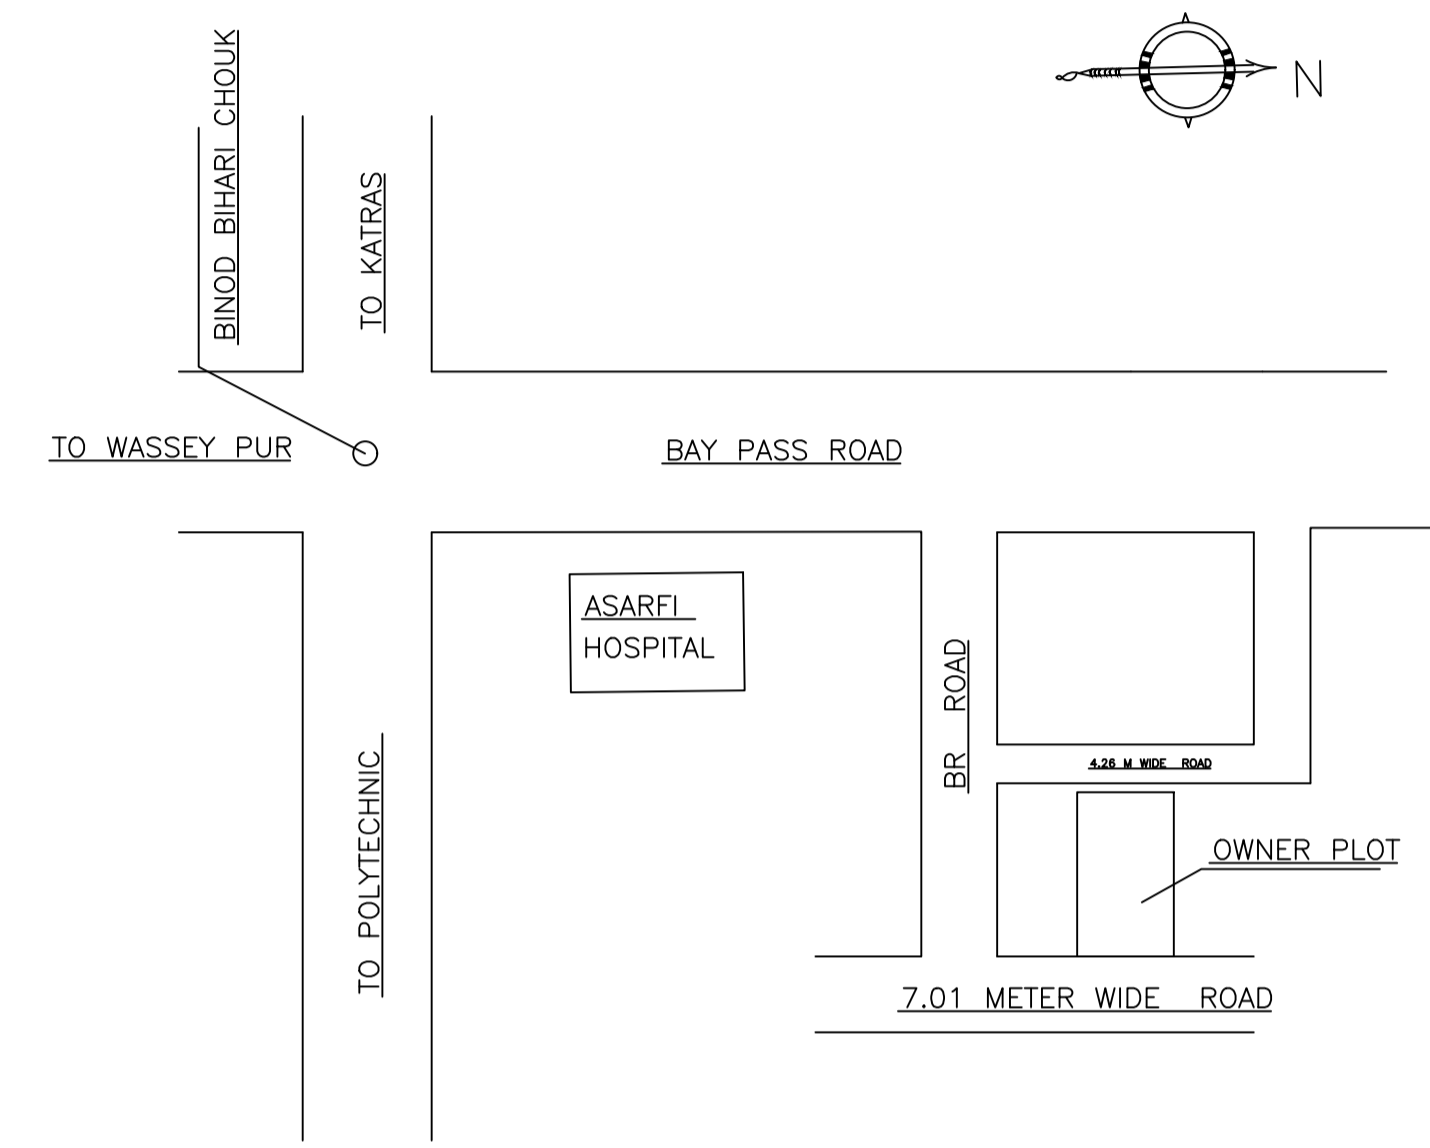 BINOD BIHARI CHOUK
TO KATRAS
N
TO WASSEY PUR
BAY PASS ROAD
ASARFI
HOSPITAL
BR ROAD
4.26 M WIDE ROAD
TO POLYTECHNIC
OWNER PLOT
7.01 METER WIDE ROAD